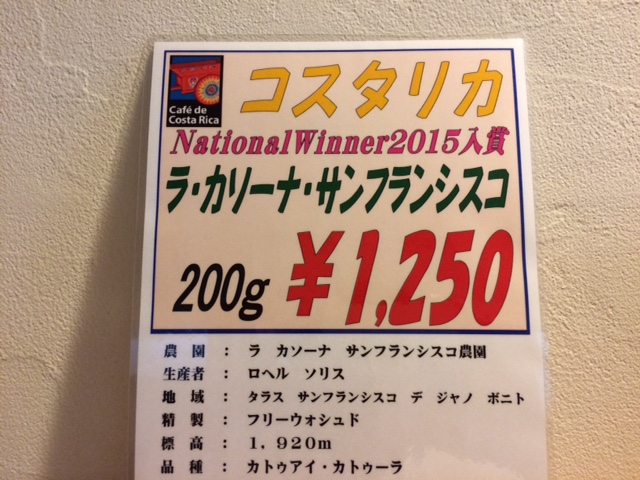 Café de
Costa Rica
コスタリカ
NationalWinner2015入賞
ラ・カリーナ・サンフランシスコ
200g ￥1,250
農　園　：　ラ　カソーナ　サンフランシスコ農園
生産者　：　ロヘル　ソリス
地　域　：　タラス　サンフランシスコ　デ　ジャノ　ボニト
精　製　：　フリーウォシュド
標　高　：　１，９２０ｍ
品　種　：　カトゥアイ・カトゥーラ